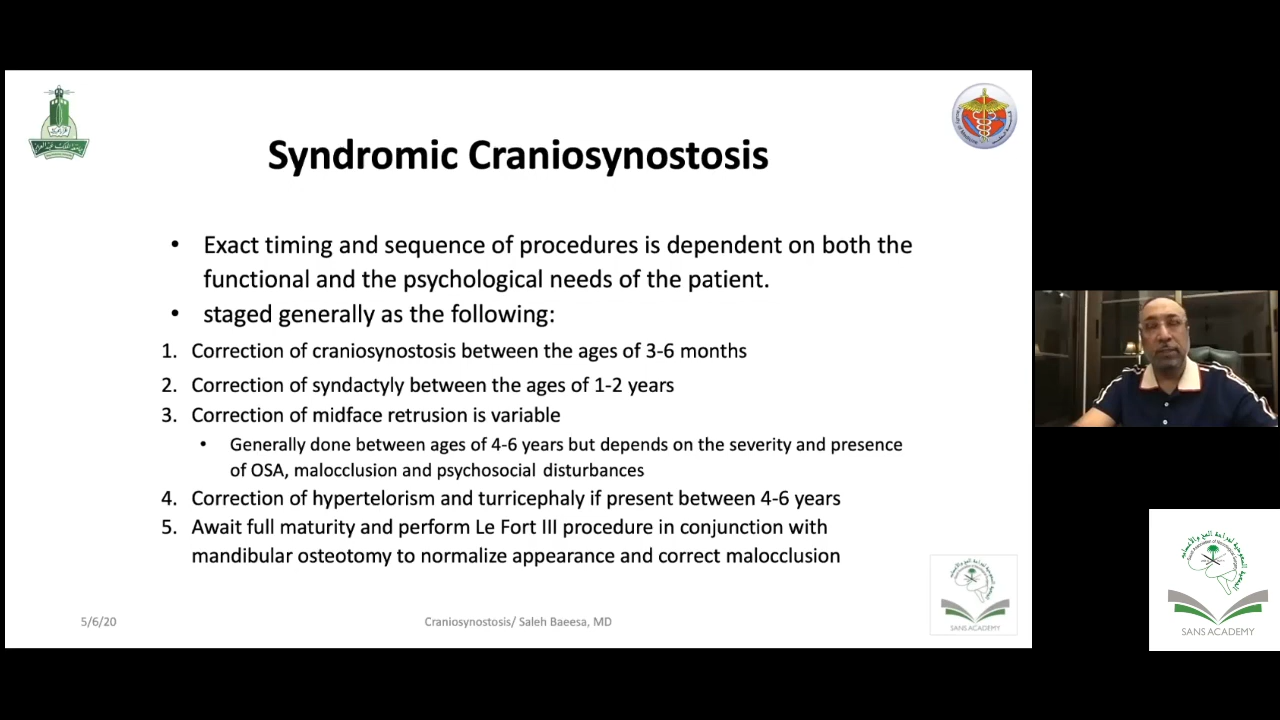 Syndromic Craniosynostosis
• Exact timing and sequence of procedures is dependent on both the
functional and the psychological needs of the patient.
• staged generally as the following:
1. Correction of craniosynostosis between the ages of 3-6 months
2. Correction of syndactyly between the ages of 1-2 years
3. Correction of midface retrusion is variable
• Generally done between ages of 4-6 years but depends on the severity and presence
of OSA, malocclusion and psychosocial disturbances
4. Correction of hypertelorism and turricephaly if present between 4-6 years
5. Await full maturity and perform Le Fort III procedure in conjunction with
mandibular osteotomy to normalize appearance and correct malocclusion
5/6/20
Craniosynostosis/ Saleh Baeesa, MD
SANS ACADEMY
SANS ACADEMY